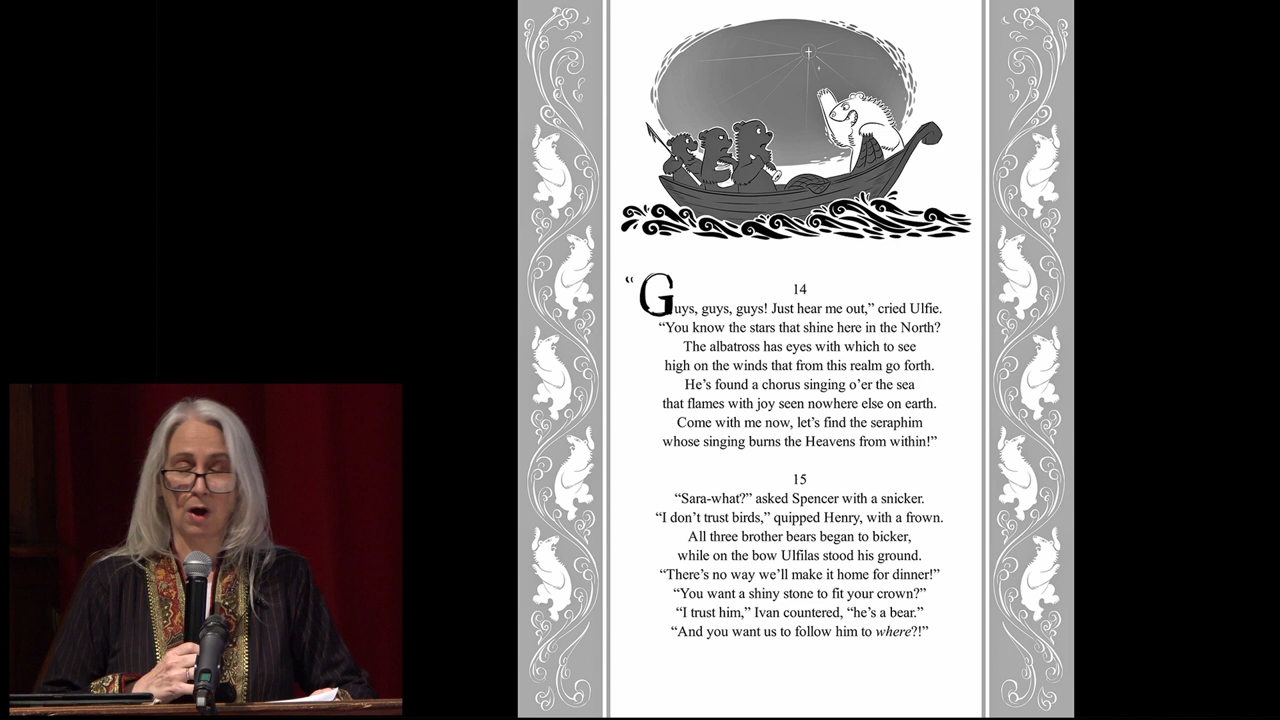 14
“Guys, guys, guys! Just hear me out,” cried Ulfie.
“You know the stars that shine here in the North?
The albatross has eyes with which to see
high on the winds that from this realm go forth.
He’s found a chorus singing o’er the sea
that flames with joy seen nowhere else on earth.
Come with me now, let’s find the seraphim
whose singing burns the Heavens from within!”
15
“Sara-what?” asked Spencer with a snicker.
“I don’t trust birds,” quipped Henry, with a frown.
All three brother bears began to bicker,
while on the bow Ulfilas stood his ground.
“There’s no way we’ll make it home for dinner!”
“You want a shiny stone to fit your crown?”
“I trust him,” Ivan countered, “he’s a bear.”
“And you want us to follow him to where?!”